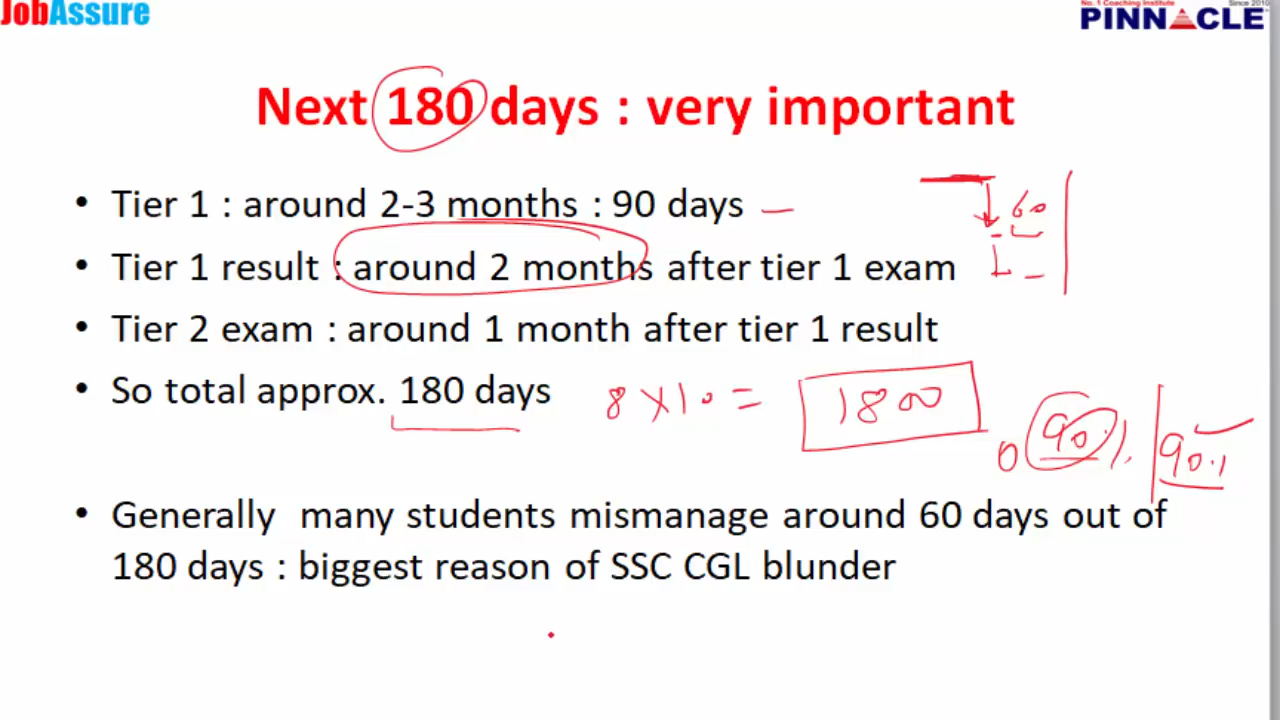 JobAssure
No. 1 Coaching Institute Since 2010
PINNACLE
Next 180 days : very important
• Tier 1 : around 2-3 months : 90 days
60
• Tier 1 result : around 2 months after tier 1 exam
• Tier 2 exam : around 1 month after tier 1 result
• So total approx. 180 days
8 x 10 = 1800
90%
90%
• Generally many students mismanage around 60 days out of
180 days : biggest reason of SSC CGL blunder